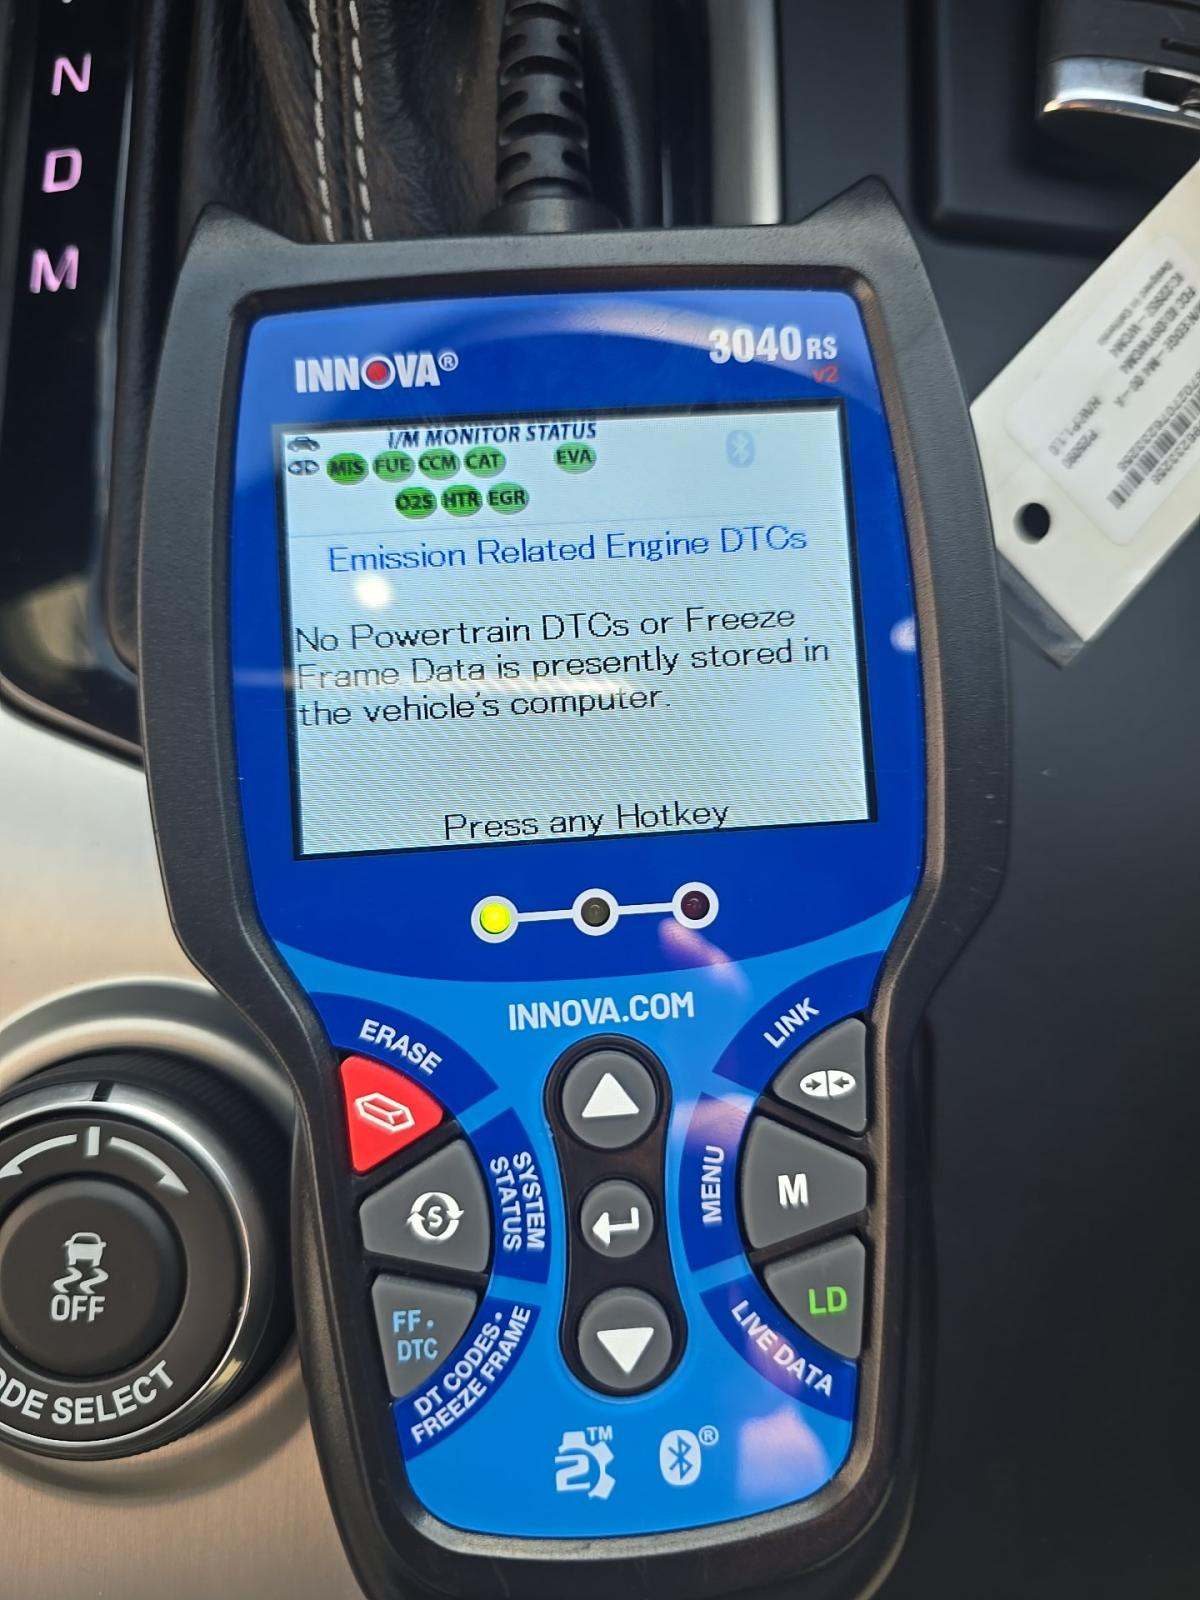 N
D
M
INNOVA®
3040RS
v2
I/M MONITOR STATUS
MIS FUE CCM CAT EVA
O2S HTR EGR
Emission Related Engine DTCs
No Powertrain DTCs or Freeze
Frame Data is presently stored in
the vehicle's computer.
Press any Hotkey
INNOVA.COM
ERASE
LINK
SYSTEM
STATUS
S
MENU
M
FF•
DTC
DT CODES•
FREEZE FRAME
LD
LIVE DATA
OFF
ODE SELECT
2™
®